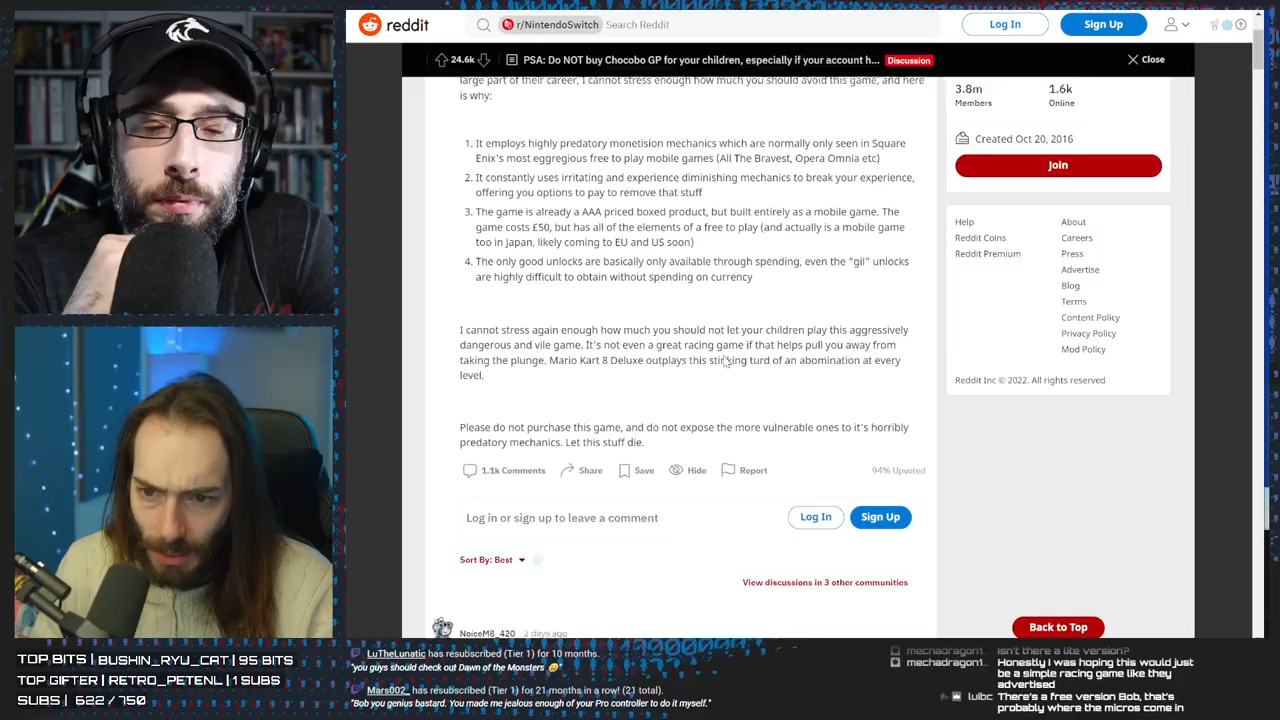 reddit
r/NintendoSwitch
Search Reddit
Log In
Sign Up
24.6k
PSA: Do NOT buy Chocobo GP for your children, especially if your account h...
Discussion
Close
large part of their career, I cannot stress enough how much you should avoid this game, and here
is why:
1. It employs highly predatory monetision mechanics which are normally only seen in Square
Enix's most eggregious free to play mobile games (All The Bravest, Opera Omnia etc)
2. It constantly uses irritating and experience diminishing mechanics to break your experience,
offering you options to pay to remove that stuff
3. The game is already a AAA priced boxed product, but built entirely as a mobile game. The
game costs £50, but has all of the elements of a free to play (and actually is a mobile game
too in Japan, likely coming to EU and US soon)
4. The only good unlocks are basically only available through spending, even the "gil" unlocks
are highly difficult to obtain without spending on currency
I cannot stress again enough how much you should not let your children play this aggressively
dangerous and vile game. It's not even a great racing game if that helps pull you away from
taking the plunge. Mario Kart 8 Deluxe outplays this stinking turd of an abomination at every
level.
Please do not purchase this game, and do not expose the more vulnerable ones to it's horribly
predatory mechanics. Let this stuff die.
1.1k Comments
Share
Save
Hide
Report
94% Upvoted
Log in or sign up to leave a comment
Log In
Sign Up
Sort By: Best
View discussions in 3 other communities
NoiceM8_420 2 days ago
3.8m
1.6k
Members
Online
Created Oct 20, 2016
Join
Help
About
Reddit Coins
Careers
Reddit Premium
Press
Advertise
Blog
Terms
Content Policy
Privacy Policy
Mod Policy
Reddit Inc © 2022. All rights reserved
Back to Top
TOP BITS | BUSHIN_RYU_CAT | 95 BITS
TOP GIFTER | RETRO_PETENL | 1 SUBS
SUBS | 622 / 750
LuTheLunatic has resubscribed (Tier 1) for 10 months.
"you guys should check out Dawn of the Monsters 😄"
Mars002_ has resubscribed (Tier 1) for 21 months in a row! (21 total).
"Bob you genius bastard. You made me jealous enough of your Pro controller to do it myself."
mechadragon1 isn't there a lite version?
mechadragon1 Honestly I was hoping this would just
be a simple racing game like they
advertised
luibc There's a free version Bob, that's
probably where the micros come in